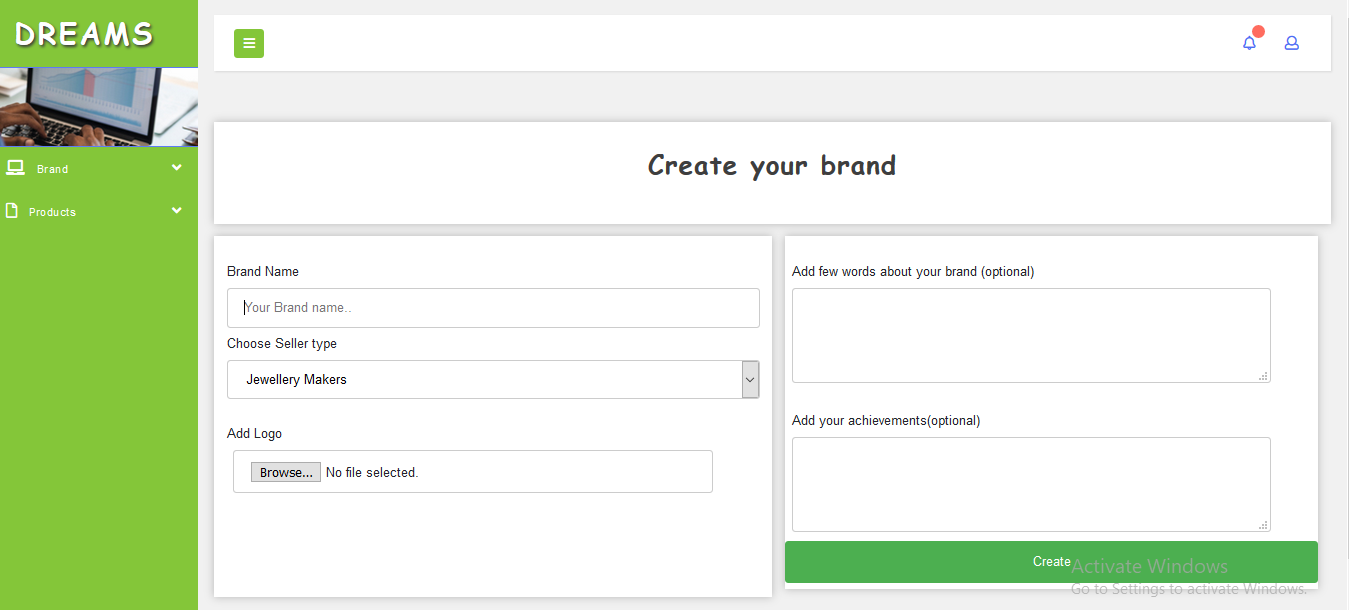 DREAMS
Brand
Products
Create your brand
Brand Name
Your Brand name..
Choose Seller type
Jewellery Makers
Add Logo
Browse... No file selected.
Add few words about your brand (optional)
Add your achievements(optional)
Create
Activate Windows
Go to Settings to activate Windows.